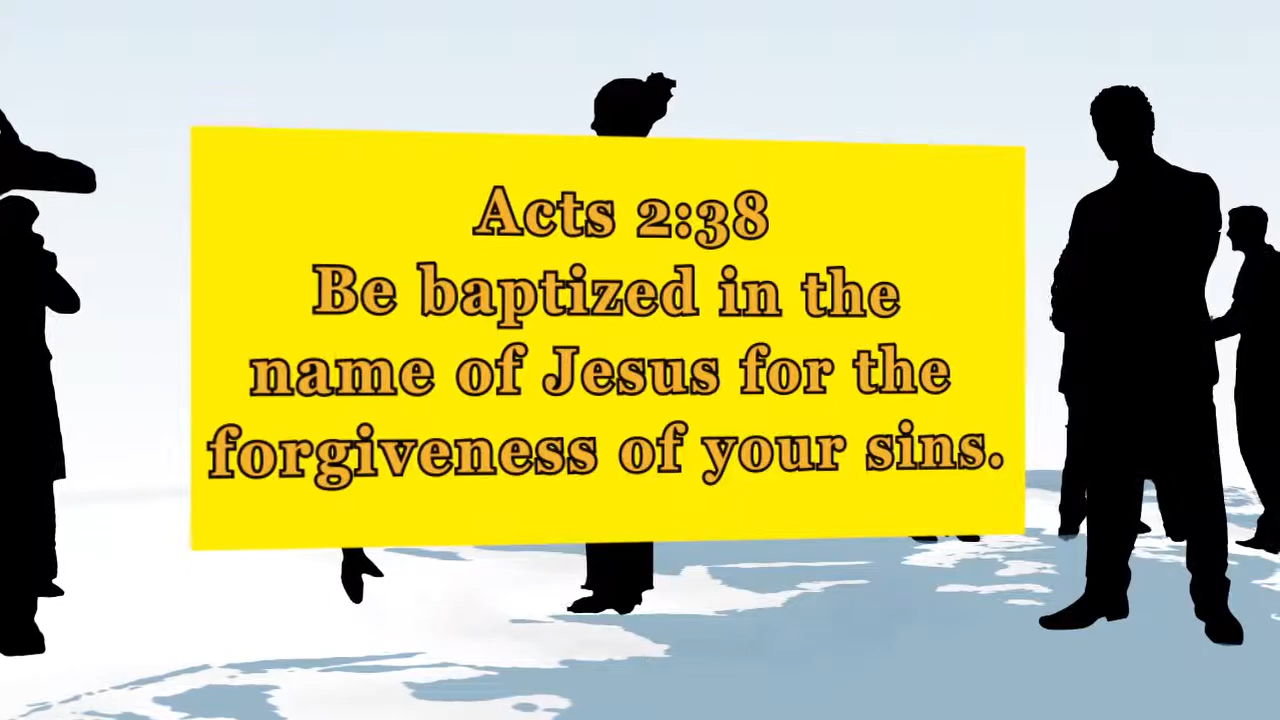 Acts 2:38
Be baptized in the
name of Jesus for the
forgiveness of your sins.